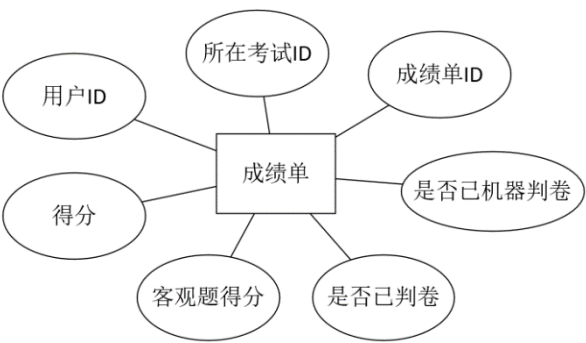 所在考试ID
成绩单ID
用户ID
成绩单
是否已机器判卷
得分
客观题得分
是否已判卷